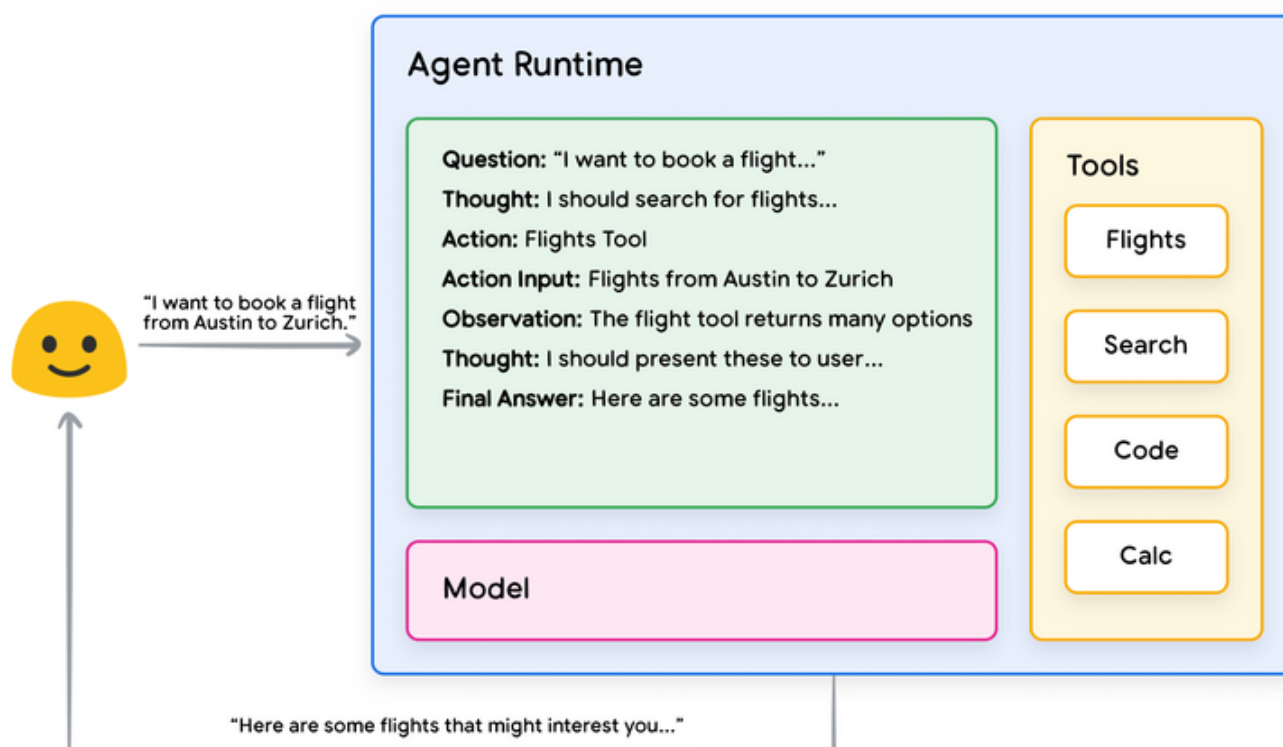 Agent Runtime
Question: “I want to book a flight...”
Thought: I should search for flights...
Action: Flights Tool
Action Input: Flights from Austin to Zurich
Observation: The flight tool returns many options
Thought: I should present these to user...
Final Answer: Here are some flights...
Tools
Flights
Search
Code
Calc
“I want to book a flight
from Austin to Zurich.”
Model
“Here are some flights that might interest you...”